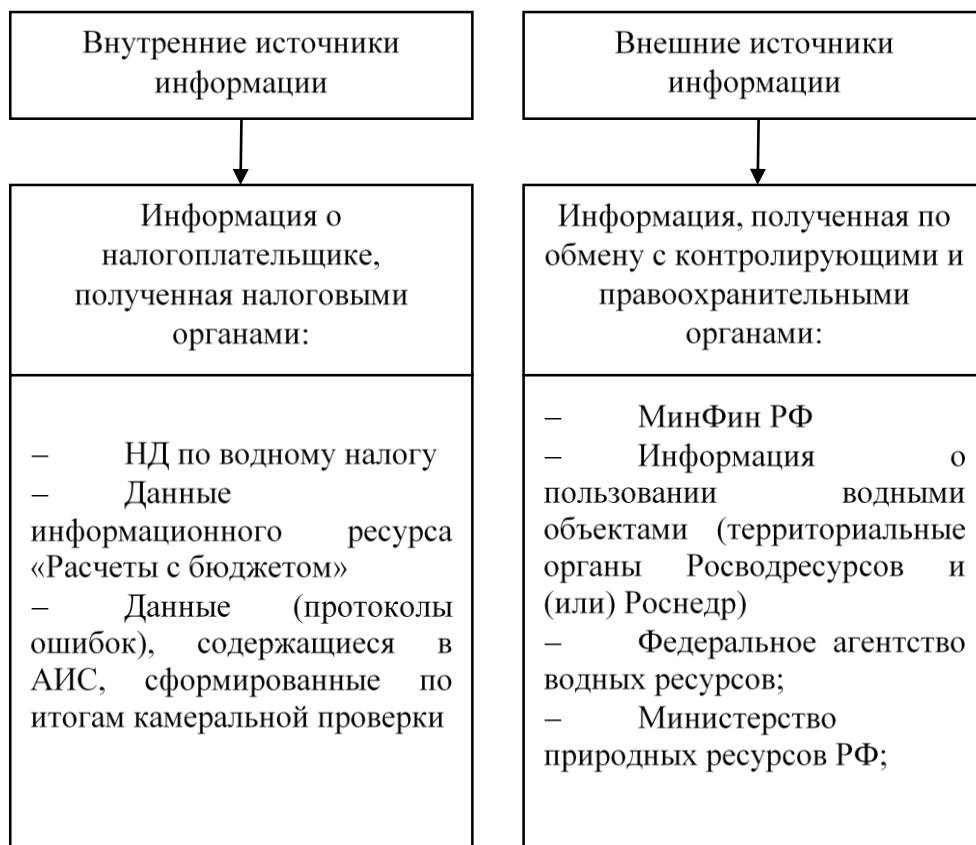 Внутренние источники
информации
Информация о
налогоплательщике,
полученная налоговыми
органами:
– НД по водному налогу
– Данные
информационного ресурса
«Расчеты с бюджетом»
– Данные (протоколы
ошибок), содержащиеся в
АИС, сформированные по
итогам камеральной проверки
Внешние источники
информации
Информация, полученная по
обмену с контролирующими и
правоохранительными
органами:
– МинФин РФ
– Информация о
пользовании водными
объектами (территориальные
органы Росводресурсов и
(или) Роснедр)
– Федеральное агентство
водных ресурсов;
– Министерство
природных ресурсов РФ;